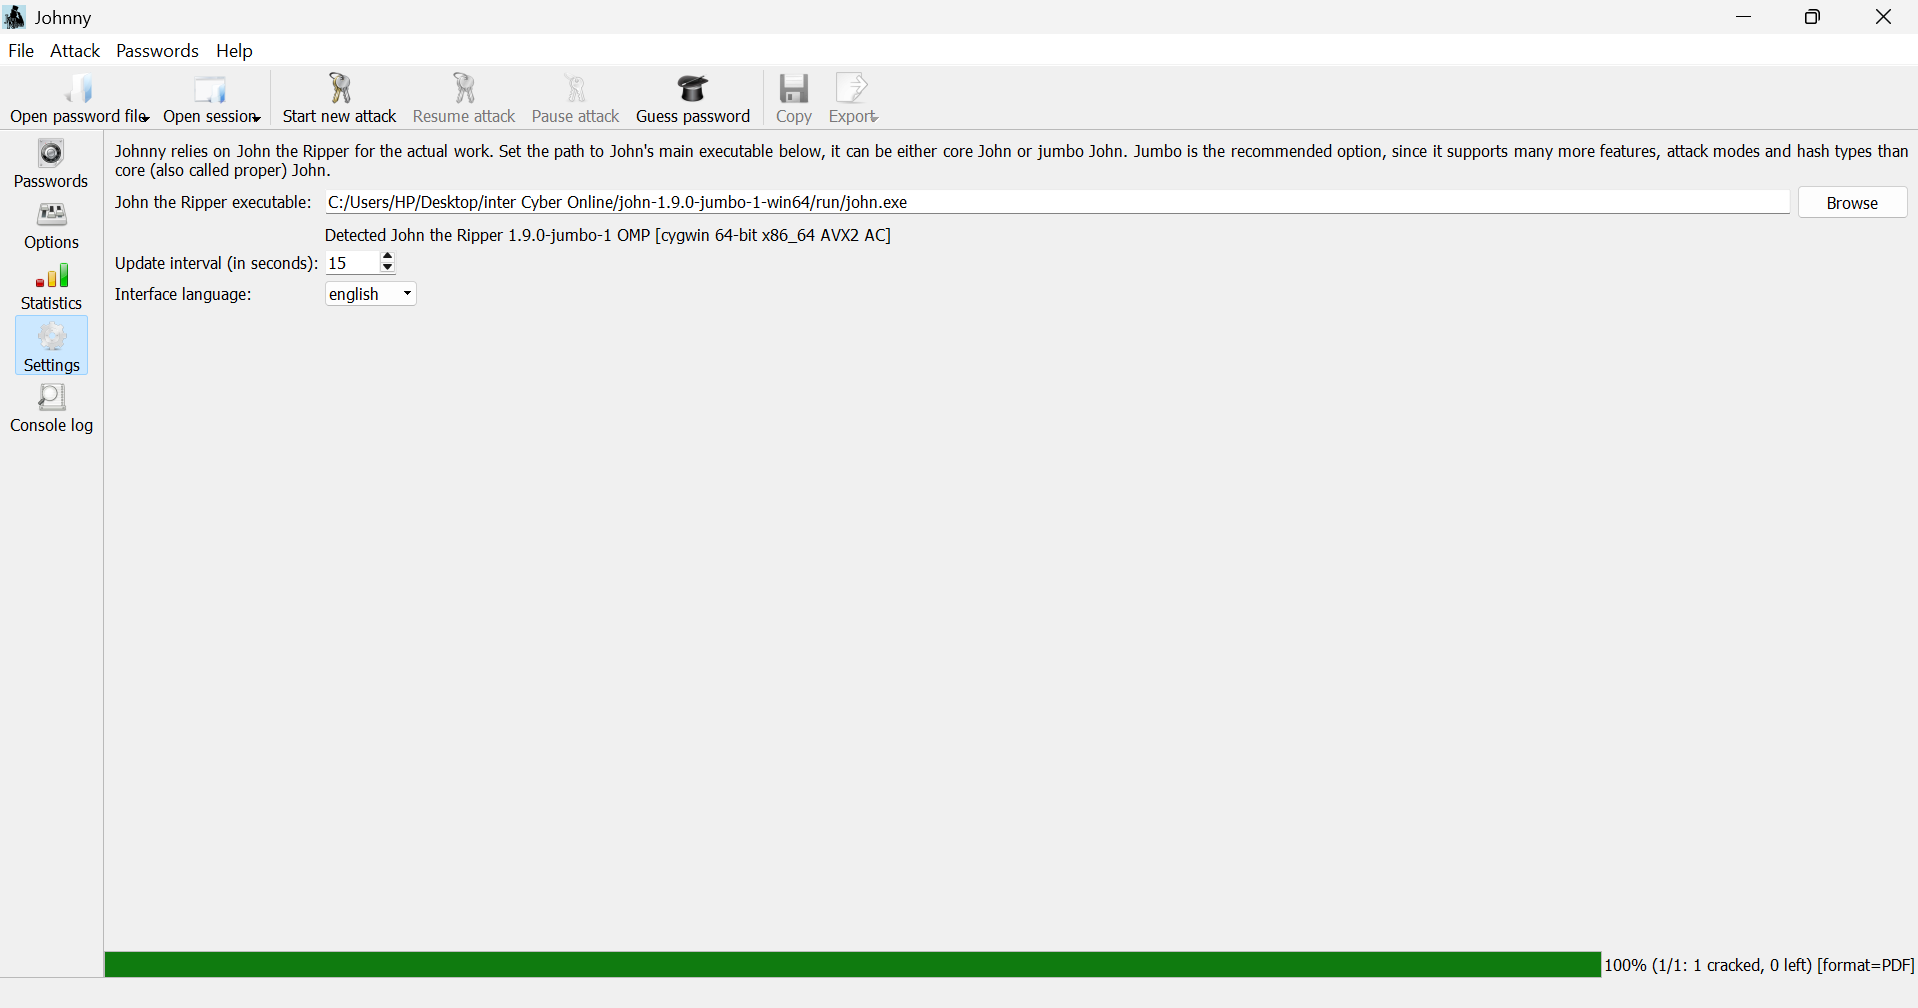 Johnny
File Attack Passwords Help
Open password file Open session Start new attack Resume attack Pause attack Guess password Copy Export
Passwords
Options
Statistics
Settings
Console log
Johnny relies on John the Ripper for the actual work. Set the path to John's main executable below, it can be either core John or jumbo John. Jumbo is the recommended option, since it supports many more features, attack modes and hash types than
core (also called proper) John.
John the Ripper executable: C:/Users/HP/Desktop/inter Cyber Online/john-1.9.0-jumbo-1-win64/run/john.exe Browse
Detected John the Ripper 1.9.0-jumbo-1 OMP [cygwin 64-bit x86_64 AVX2 AC]
Update interval (in seconds): 15
Interface language: english
100% (1/1: 1 cracked, 0 left) [format=PDF]